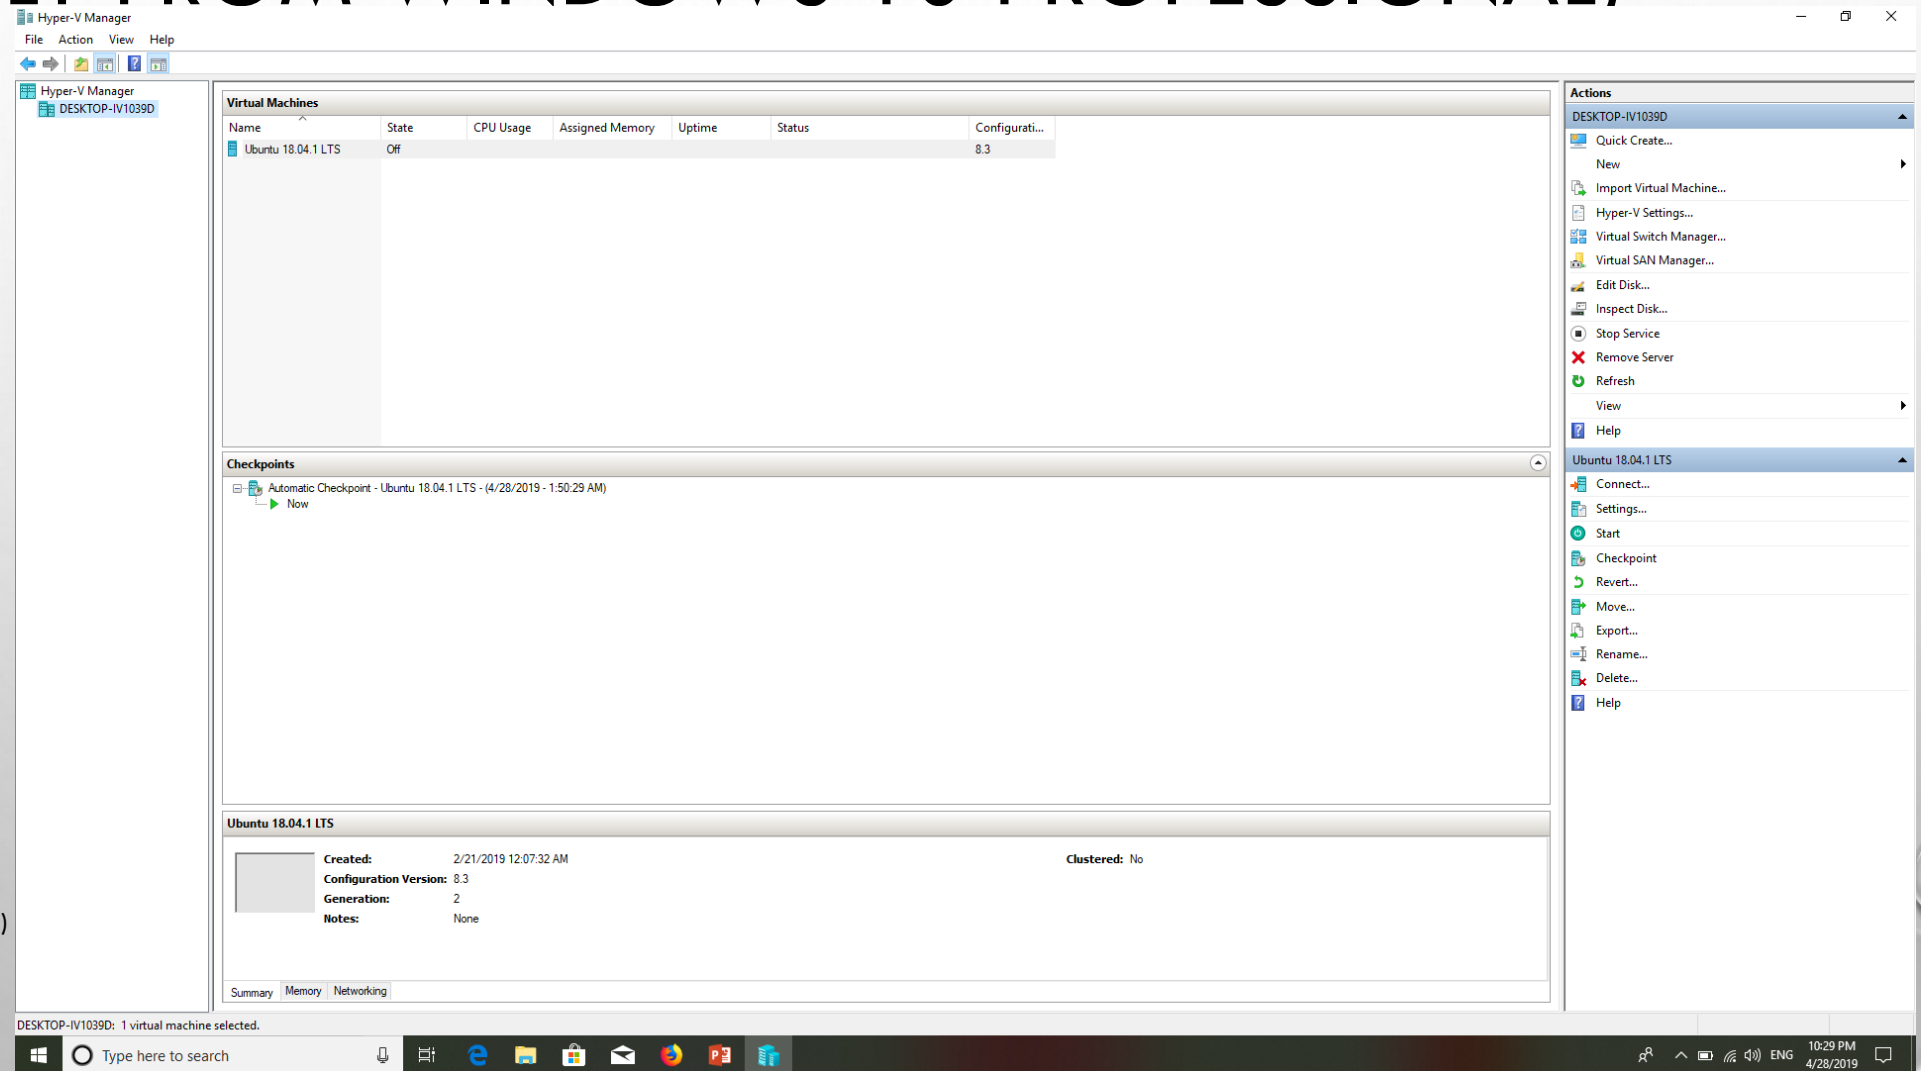 Hyper-V Manager
File Action View Help
Hyper-V Manager
DESKTOP-IV1039D
Virtual Machines
Name State CPU Usage Assigned Memory Uptime Status Configurati...
Ubuntu 18.04.1 LTS Off 8.3
Checkpoints
Automatic Checkpoint - Ubuntu 18.04.1 LTS - (4/28/2019 - 1:50:29 AM)
Now
Ubuntu 18.04.1 LTS
Created: 2/21/2019 12:07:32 AM Clustered: No
Configuration Version: 8.3
Generation: 2
Notes: None
Summary Memory Networking
Actions
DESKTOP-IV1039D
Quick Create...
New
Import Virtual Machine...
Hyper-V Settings...
Virtual Switch Manager...
Virtual SAN Manager...
Edit Disk...
Inspect Disk...
Stop Service
Remove Server
Refresh
View
Help
Ubuntu 18.04.1 LTS
Connect...
Settings...
Start
Checkpoint
Revert...
Move...
Export...
Rename...
Delete...
Help
)
DESKTOP-IV1039D: 1 virtual machine selected.
Type here to search
ENG
10:29 PM
4/28/2019